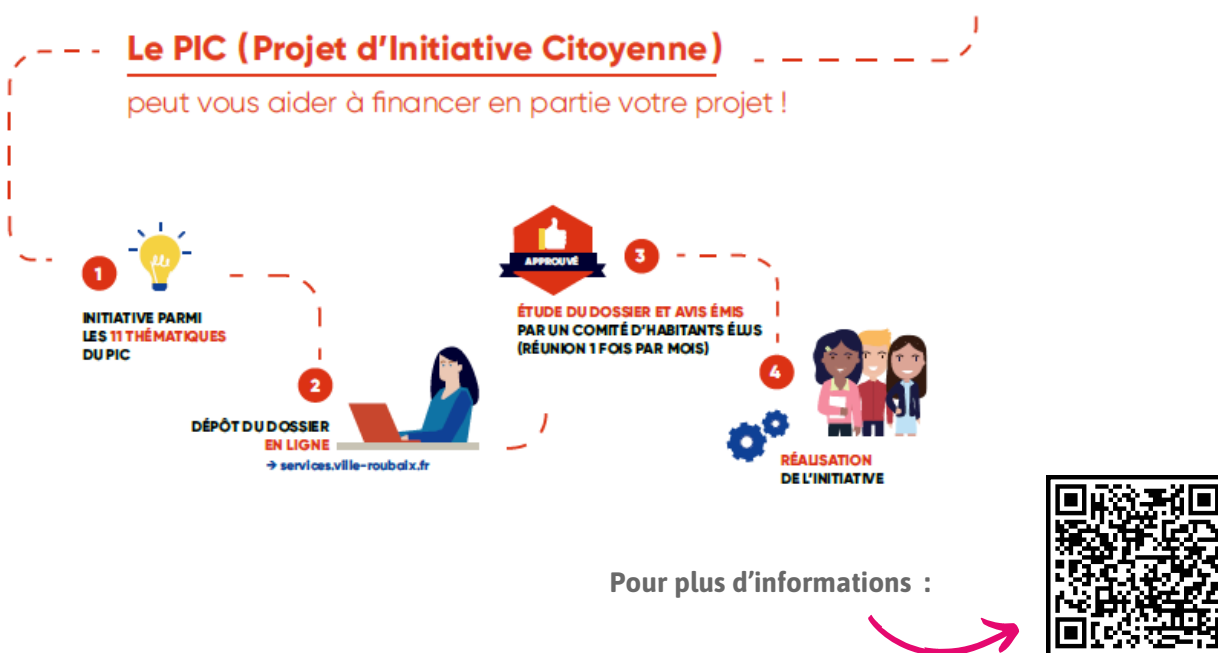 Le PIC (Projet d'Initiative Citoyenne)
peut vous aider à financer en partie votre projet !
1
INITIATIVE PARMI
LES 11 THÉMATIQUES
DU PIC
2
DÉPÔT DU DOSSIER
EN LIGNE
→ services.ville-roubaix.fr
APPROUVÉ
3
ÉTUDE DU DOSSIER ET AVIS ÉMIS
PAR UN COMITÉ D'HABITANTS ÉLUS
(RÉUNION 1 FOIS PAR MOIS)
4
RÉALISATION
DE L'INITIATIVE
Pour plus d'informations :